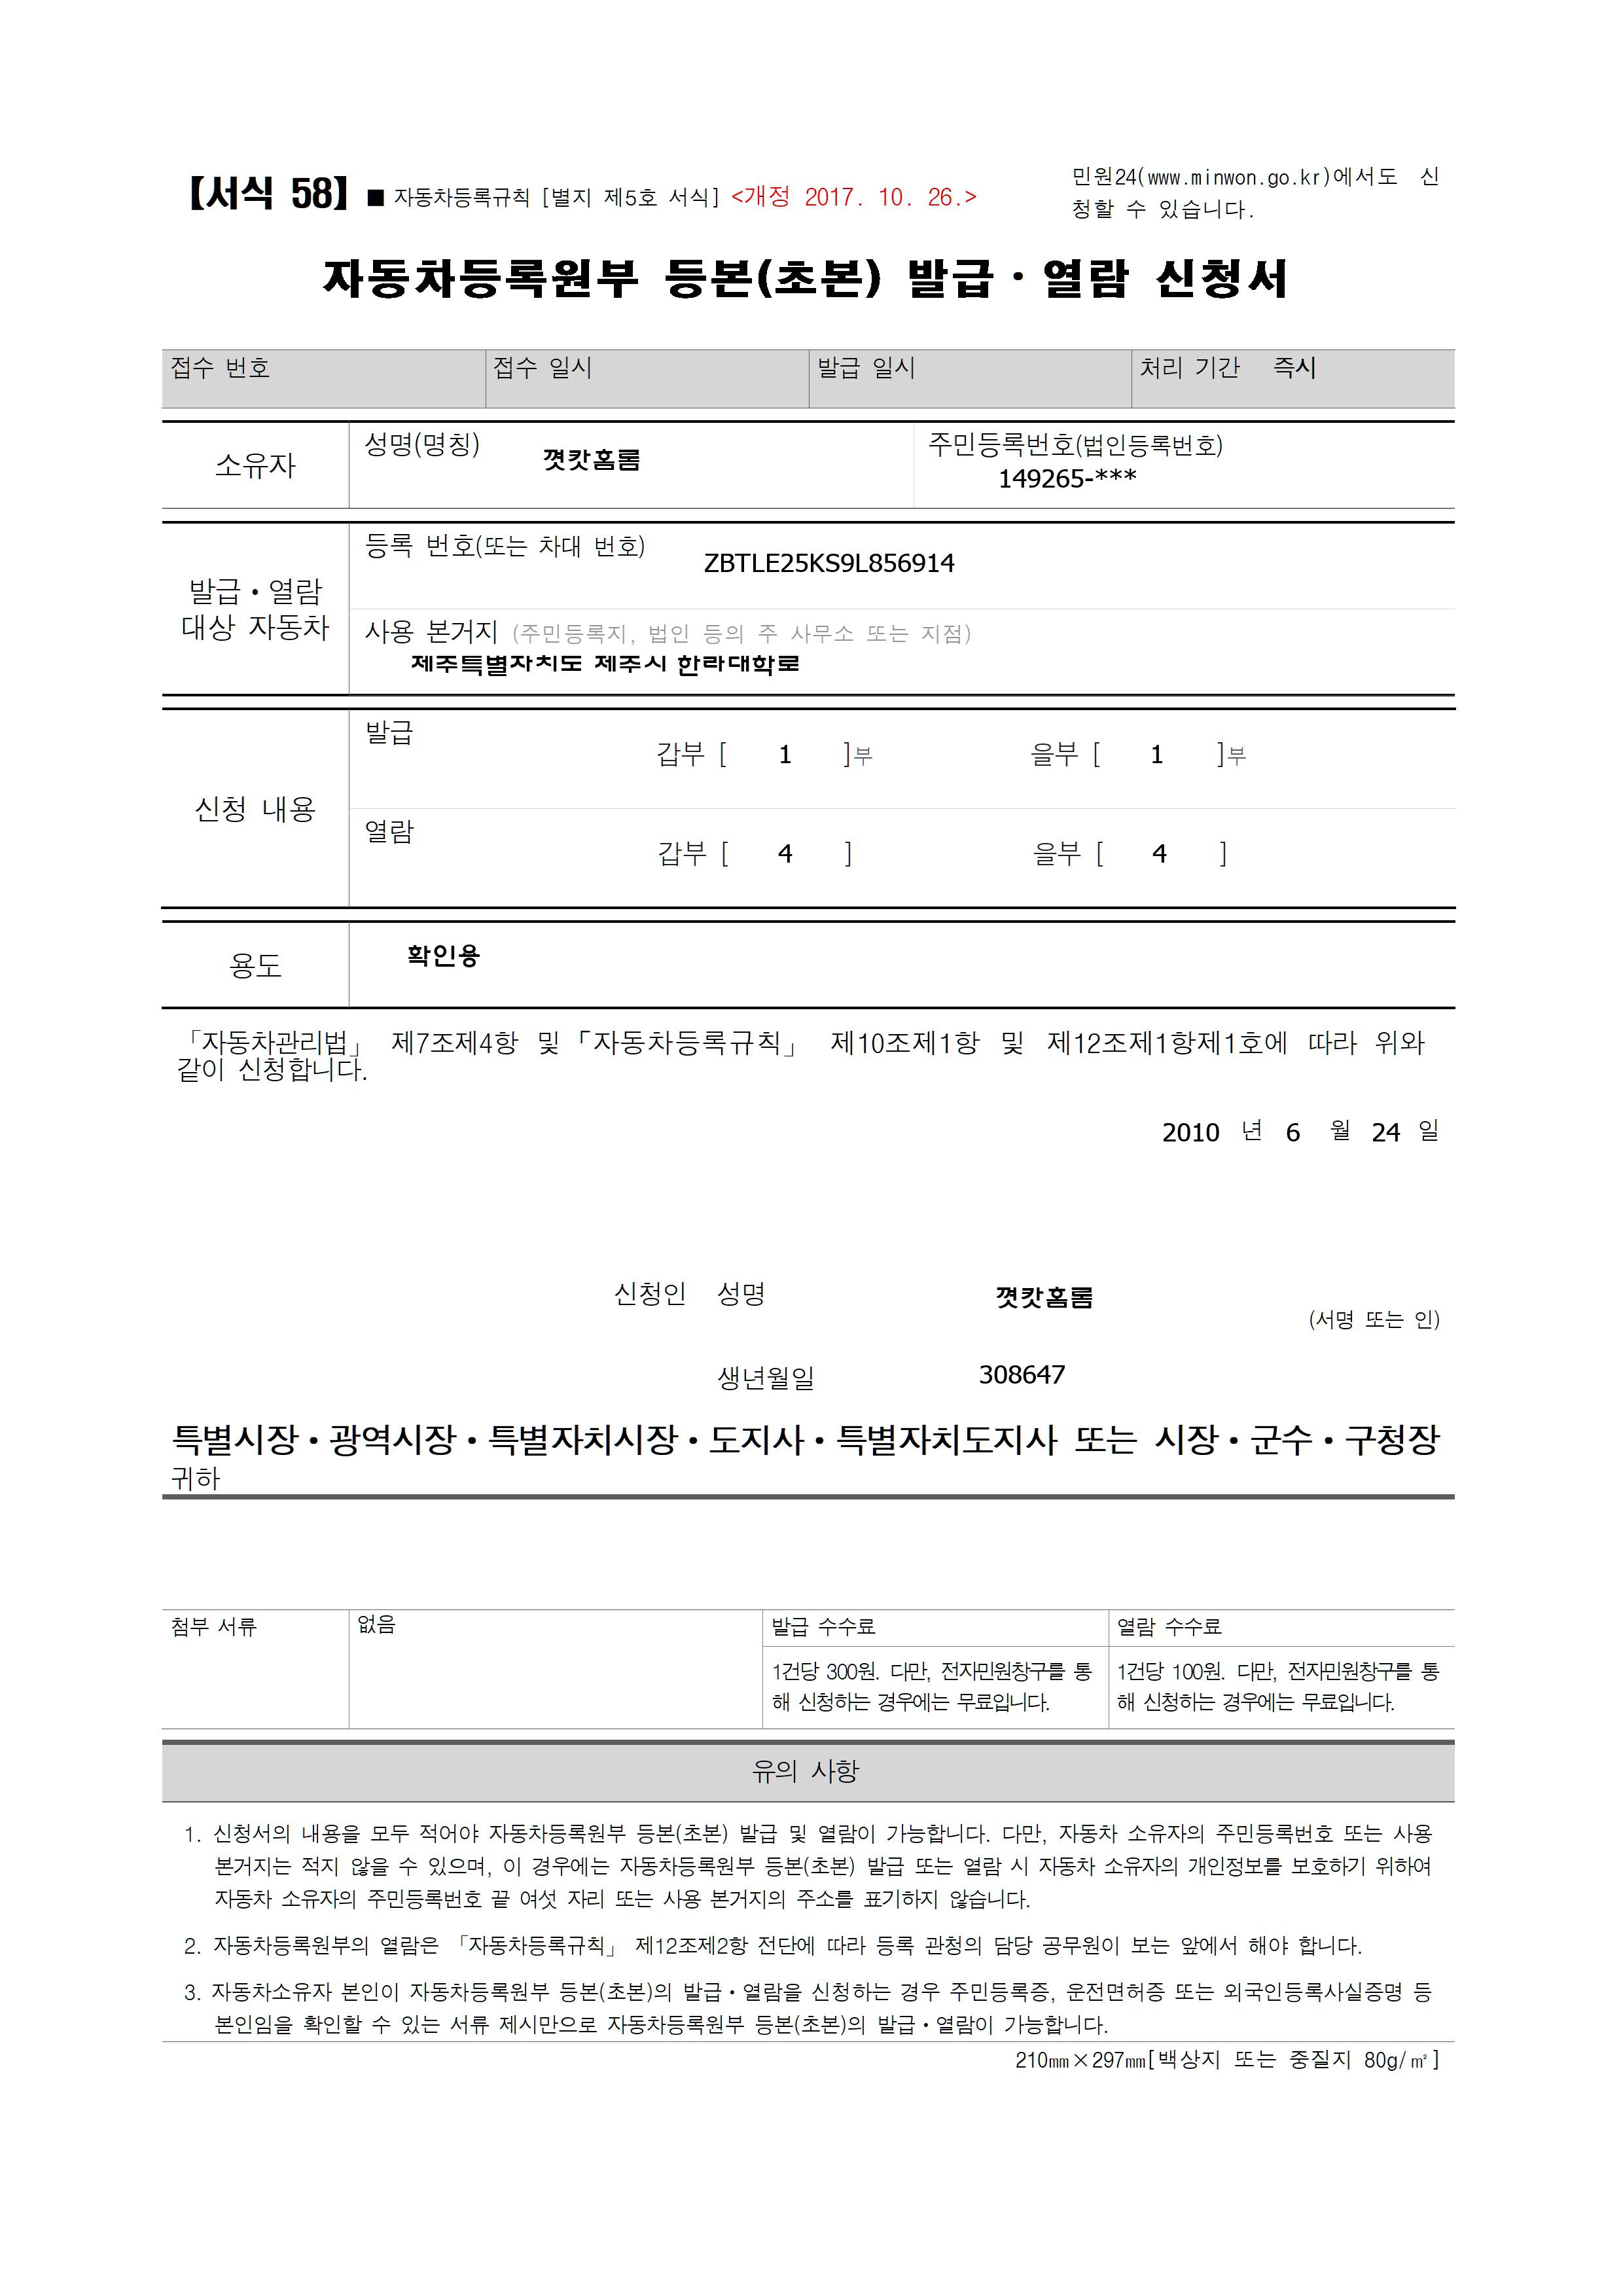 【서식 58】 ■ 자동차등록규칙 [별지 제5호 서식] <개정 2017. 10. 26.>
민원24(www.minwon.go.kr)에서도 신
청할 수 있습니다.
자동차등록원부 등본(초본) 발급·열람 신청서
접수 번호 접수 일시 발급 일시 처리 기간 즉시
소유자
성명(명칭) 꼇캇홈롬
주민등록번호(법인등록번호)
149265-***
발급·열람
대상 자동차
등록 번호(또는 차대 번호) ZBTLE25KS9L856914
사용 본거지 (주민등록지, 법인 등의 주 사무소 또는 지점)
제주특별자치도 제주시 한라대학로
신청 내용
발급
갑부 [ 1 ]부 을부 [ 1 ]부
열람
갑부 [ 4 ] 을부 [ 4 ]
용도 확인용
「자동차관리법」 제7조제4항 및 「자동차등록규칙」 제10조제1항 및 제12조제1항제1호에 따라 위와
같이 신청합니다.
2010 년 6 월 24 일
신청인 성명 꼇캇홈롬
(서명 또는 인)
생년월일 308647
특별시장·광역시장·특별자치시장·도지사·특별자치도지사 또는 시장·군수·구청장
귀하
첨부 서류 없음
발급 수수료
1건당 300원. 다만, 전자민원창구를 통
해 신청하는 경우에는 무료입니다.
열람 수수료
1건당 100원. 다만, 전자민원창구를 통
해 신청하는 경우에는 무료입니다.
유의 사항
1. 신청서의 내용을 모두 적어야 자동차등록원부 등본(초본) 발급 및 열람이 가능합니다. 다만, 자동차 소유자의 주민등록번호 또는 사용
본거지는 적지 않을 수 있으며, 이 경우에는 자동차등록원부 등본(초본) 발급 또는 열람 시 자동차 소유자의 개인정보를 보호하기 위하여
자동차 소유자의 주민등록번호 끝 여섯 자리 또는 사용 본거지의 주소를 표기하지 않습니다.
2. 자동차등록원부의 열람은 「자동차등록규칙」 제12조제2항 전단에 따라 등록 관청의 담당 공무원이 보는 앞에서 해야 합니다.
3. 자동차소유자 본인이 자동차등록원부 등본(초본)의 발급·열람을 신청하는 경우 주민등록증, 운전면허증 또는 외국인등록사실증명 등
본인임을 확인할 수 있는 서류 제시만으로 자동차등록원부 등본(초본)의 발급·열람이 가능합니다.
210㎜×297㎜[백상지 또는 중질지 80g/㎡]